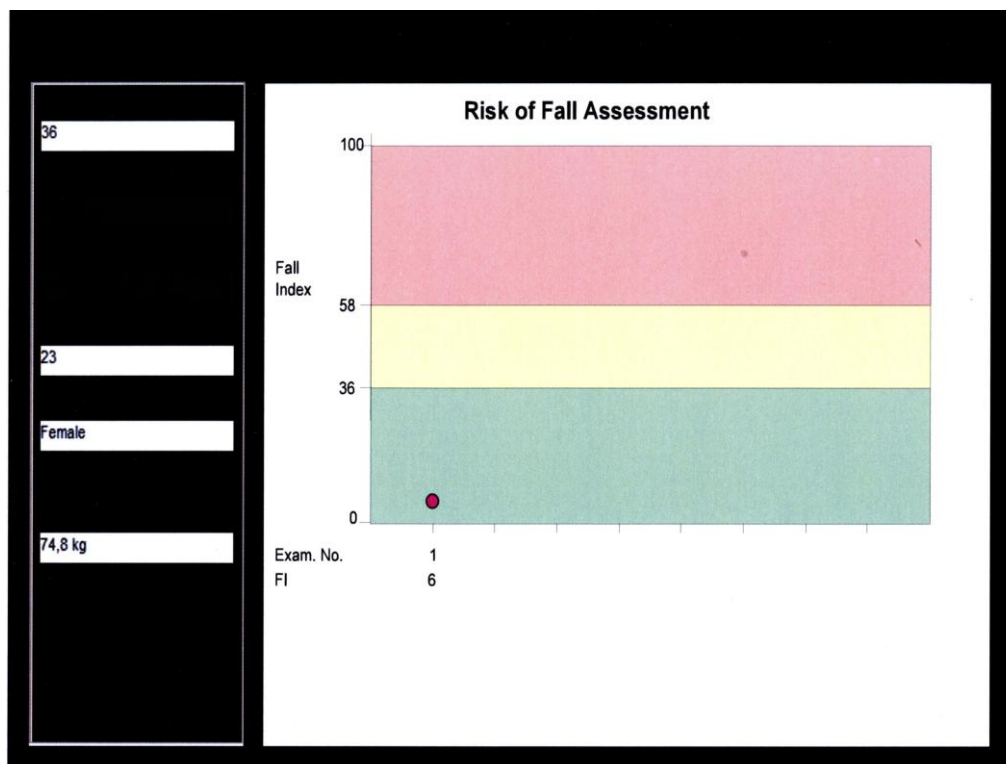 36
23
Female
74,8 kg
Risk of Fall Assessment
100
Fall
Index
58
36
0
Exam. No. 1
FI 6